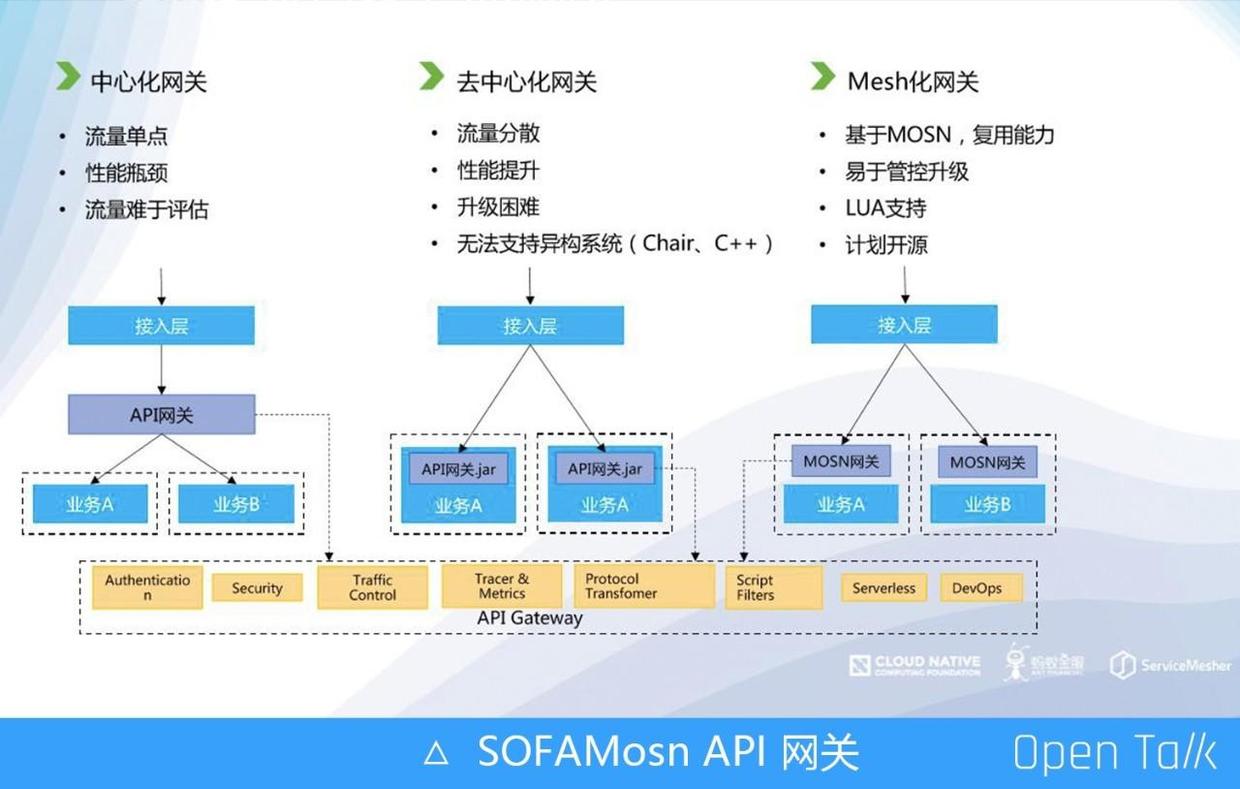 中心化网关
• 流量单点
• 性能瓶颈
• 流量难于评估
接入层
API网关
业务A
业务B
去中心化网关
• 流量分散
• 性能提升
• 升级困难
• 无法支持异构系统（Chair、C++）
接入层
API网关.jar
业务A
API网关.jar
业务A
Mesh化网关
• 基于MOSN，复用能力
• 易于管控升级
• LUA支持
• 计划开源
接入层
MOSN网关
业务A
MOSN网关
业务B
Authenticatio
n
Security
Traffic
Control
Tracer &
Metrics
Protocol
Transfomer
Script
Filters
Serverless
DevOps
API Gateway
CLOUD NATIVE
COMPUTING FOUNDATION
蚂蚁金服
ANT FINANCIAL
ServiceMesher
△ SOFAMosn API 网关
Open Talk